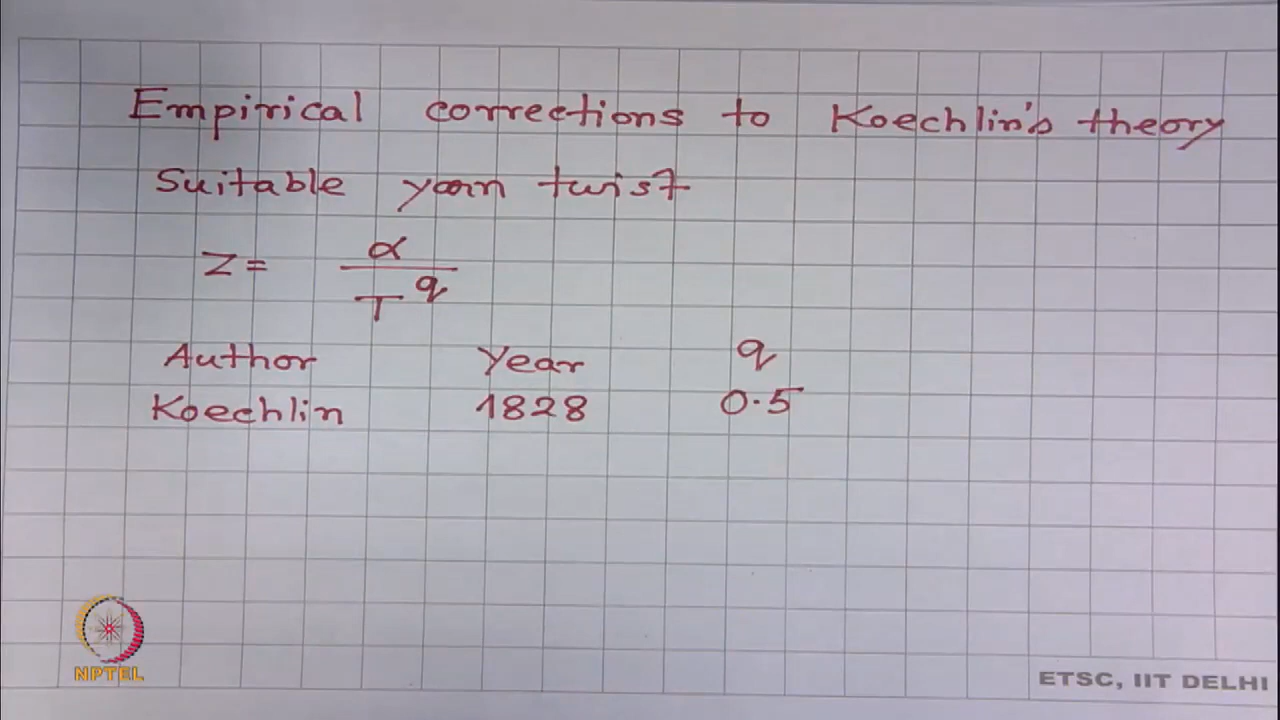 Empirical corrections to Koechlin's theory
Suitable yarn twist
Z = α / T^q
Author Year q
Koechlin 1828 0.5
NPTEL
ETSC, IIT DELHI